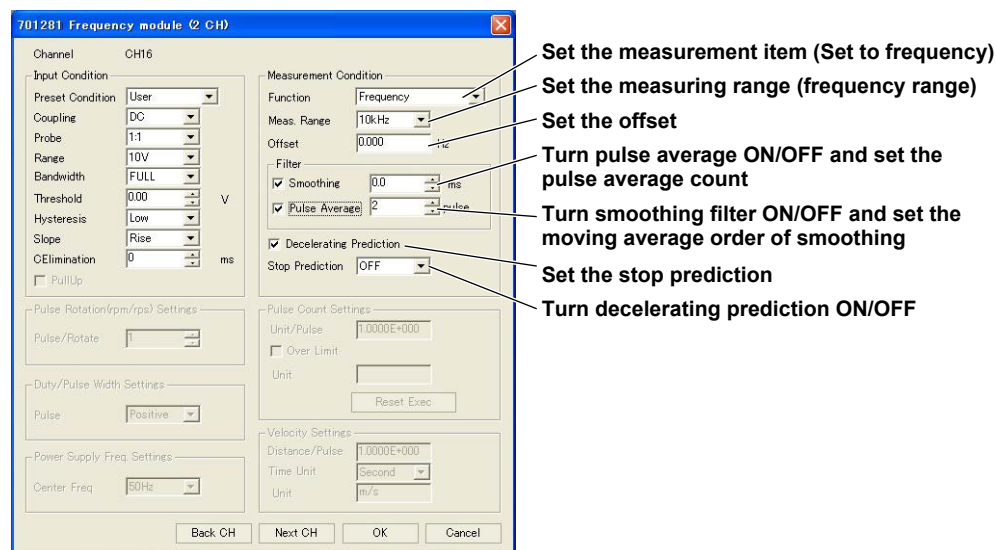 701281 Frequency module (2 CH)
Channel CH16
Input Condition
Preset Condition User
Coupling DC
Probe 1:1
Range 10V
Bandwidth FULL
Threshold 0.00 V
Hysteresis Low
Slope Rise
CElimination 0 ms
PullUp
Pulse Rotation(rpm/rps) Settings
Pulse/Rotate 1
Duty/Pulse Width Settings
Pulse Positive
Power Supply Freq. Settings
Center Freq 50Hz
Measurement Condition
Function Frequency
Meas. Range 10kHz
Offset 0.000 Hz
Filter
Smoothing 0.0 ms
Pulse Average 2 pulse
Decelerating Prediction
Stop Prediction OFF
Pulse Count Settings
Unit/Pulse 1.0000E+000
Over Limit
Unit
Reset Exec
Velocity Settings
Distance/Pulse 1.0000E+000
Time Unit Second
Unit m/s
Back CH Next CH OK Cancel
Set the measurement item (Set to frequency)
Set the measuring range (frequency range)
Set the offset
Turn pulse average ON/OFF and set the
pulse average count
Turn smoothing filter ON/OFF and set the
moving average order of smoothing
Set the stop prediction
Turn decelerating prediction ON/OFF